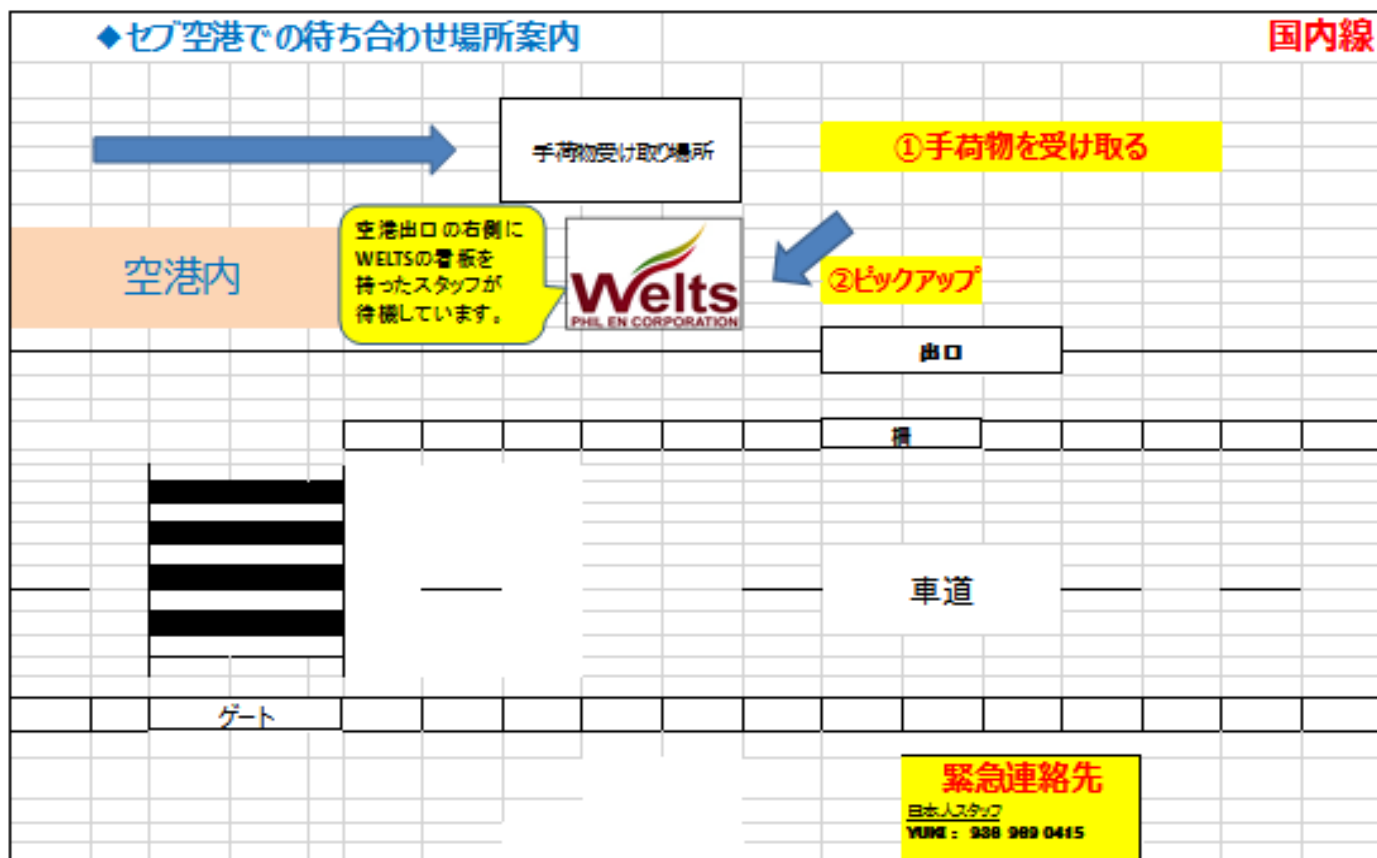 ◆セブ空港での待ち合わせ場所案内
国内線
手荷物受け取り場所
①手荷物を受け取る
空港内
空港出口の右側に
WELTSの看板を
持ったスタッフが
待機しています。
Welts
PHIL EN CORPORATION
②ピックアップ
出口
柵
車道
ゲート
緊急連絡先
日本人スタッフ
YUKI： 938 989 0415